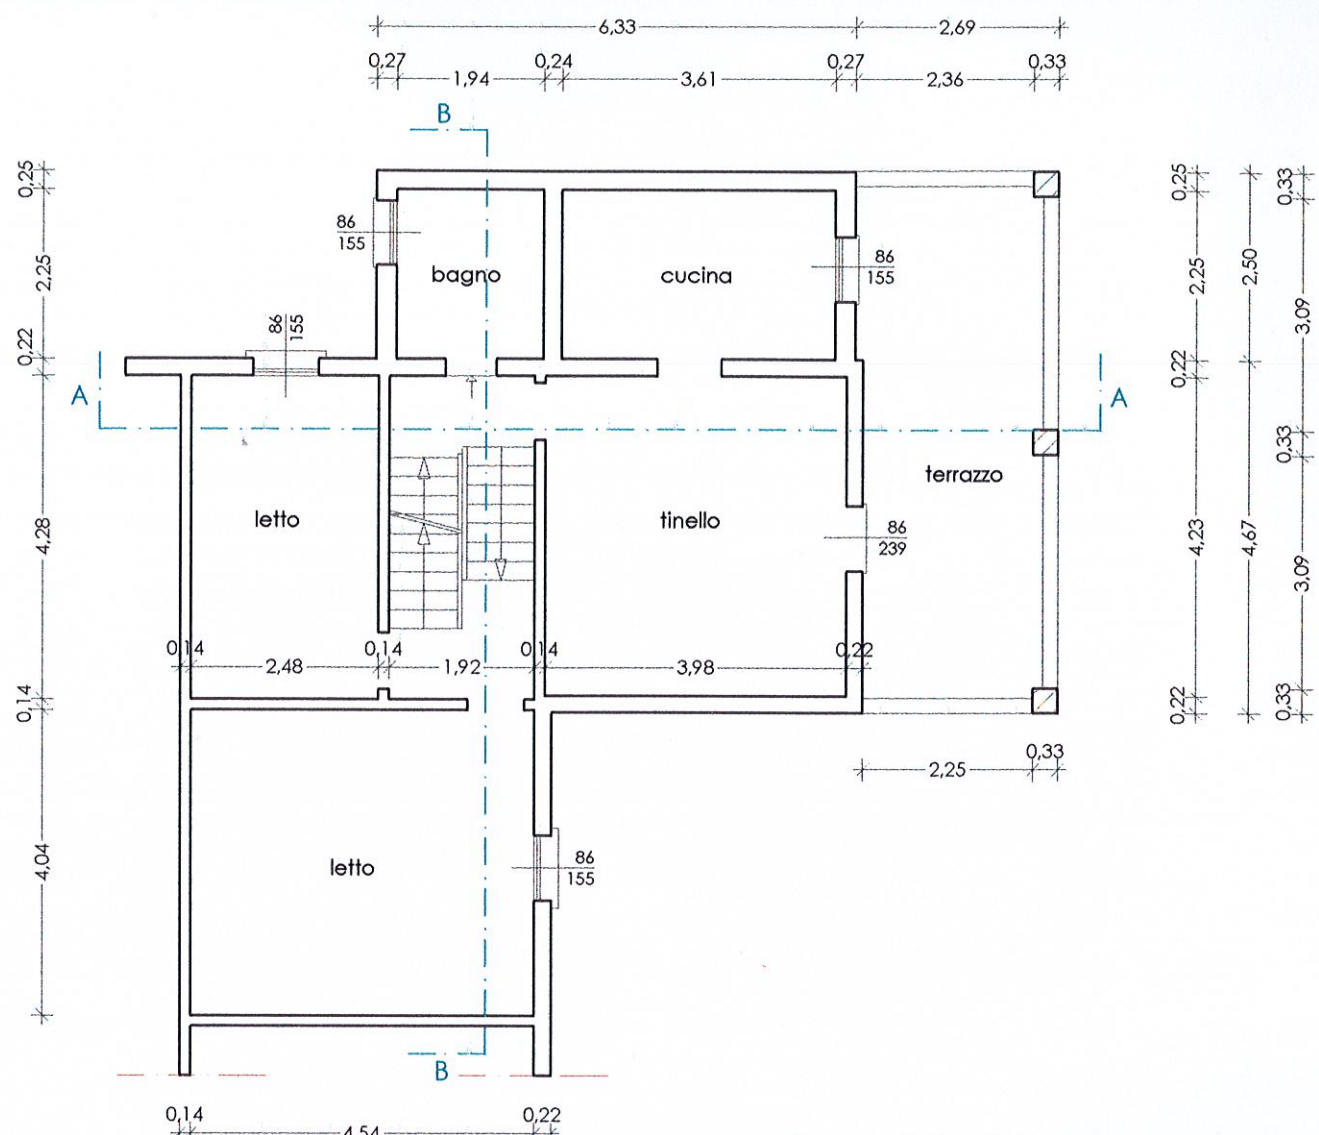 6,33 2,69
0,27 0,24 0,27 0,33
1,94 3,61 2,36
B
0,25 0,25 0,33
86
155
2,25 bagno cucina 86
155 2,25 2,50 3,09
86
155
0,22 0,22
A A
0,33
terrazzo
4,28 letto tinello 86
239 4,23 4,67 3,09
0,14 0,14 0,14 0,22
2,48 1,92 3,98
0,14 0,22 0,33
2,25 0,33
4,04 letto 86
155
B
0,14 0,22
4,54